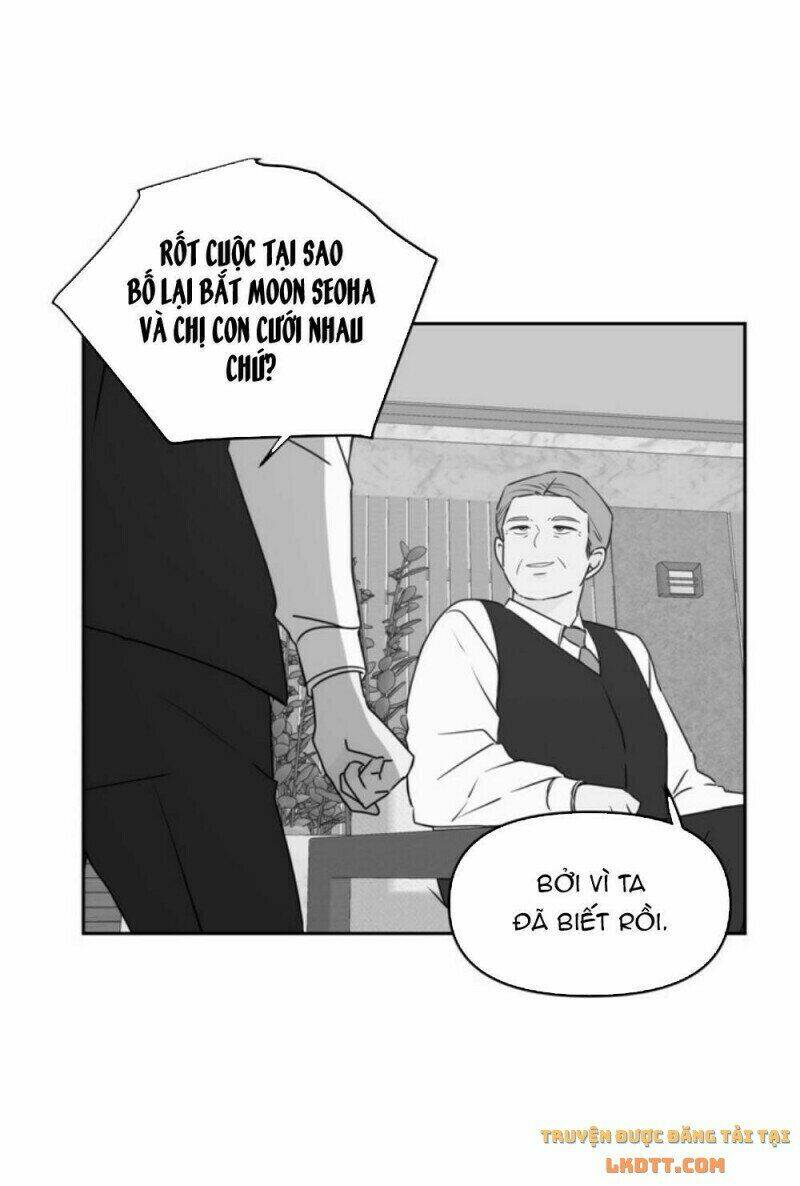 RỐT CUỘC TẠI SAO
BỐ LẠI BẮT MOON SEOHA
VÀ CHỊ CON CƯỚI NHAU
CHỨ?
BỞI VÌ TA
ĐÃ BIẾT RỒI.
TRUYỆN ĐƯỢC ĐĂNG TẢI TẠI
LKDTT.COM